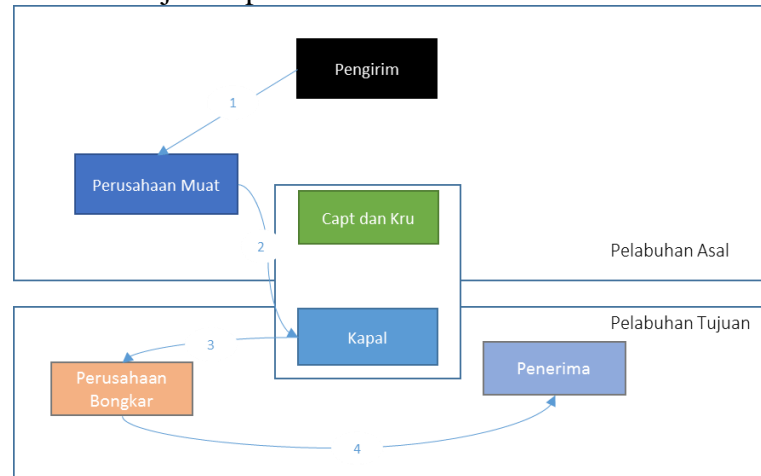 Pengirim
1
Perusahaan Muat
Capt dan Kru
2
Pelabuhan Asal
Pelabuhan Tujuan
3
Kapal
Perusahaan
Bongkar
Penerima
4